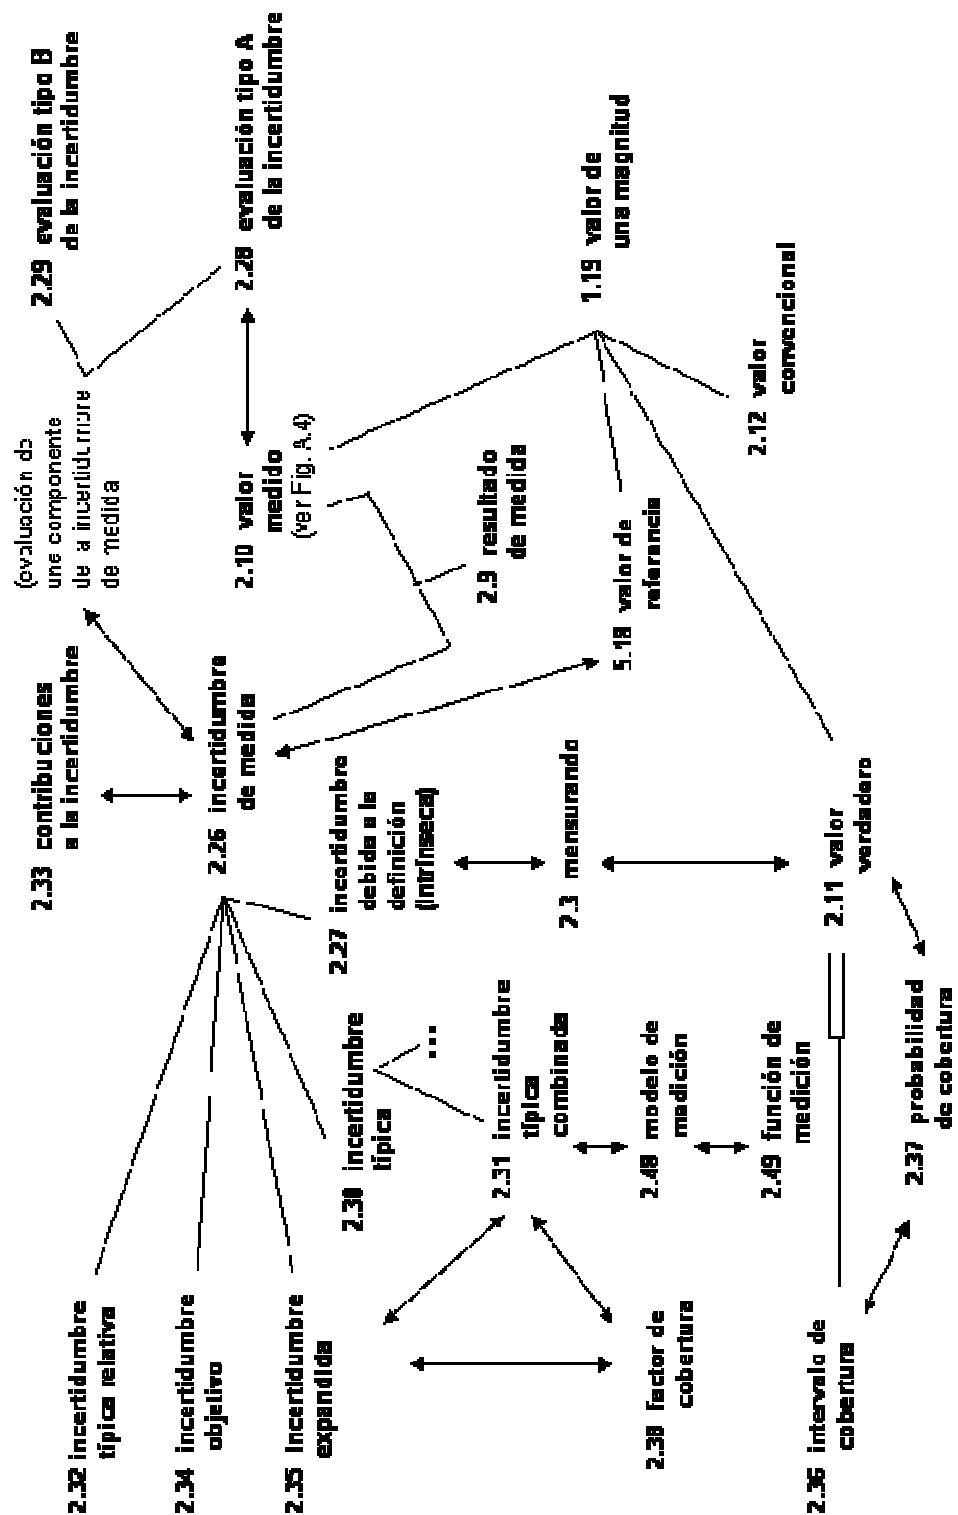 2.29 evaluación tipo B
de la incertidumbre
(evaluación de
una componente
de la incertidumbre
de medida
2.33 contribuciones
a la incertidumbre
2.28 evaluación tipo A
de la incertidumbre
2.10 valor
medido
(ver Fig. A.4)
2.26 incertidumbre
de medida
2.32 incertidumbre
típica relativa
2.34 incertidumbre
objetivo
2.35 incertidumbre
expandida
2.30 incertidumbre
típica
...
2.27 incertidumbre
debida a la
definición
(intrínseca)
2.9 resultado
de medida
1.19 valor de
una magnitud
5.18 valor de
referencia
2.12 valor
convencional
2.3 mensurando
2.31 incertidumbre
típica
combinada
2.48 modelo de
medición
2.49 función de
medición
2.38 factor de
cobertura
2.11 valor
verdadero
2.36 intervalo de
cobertura
2.37 probabilidad
de cobertura